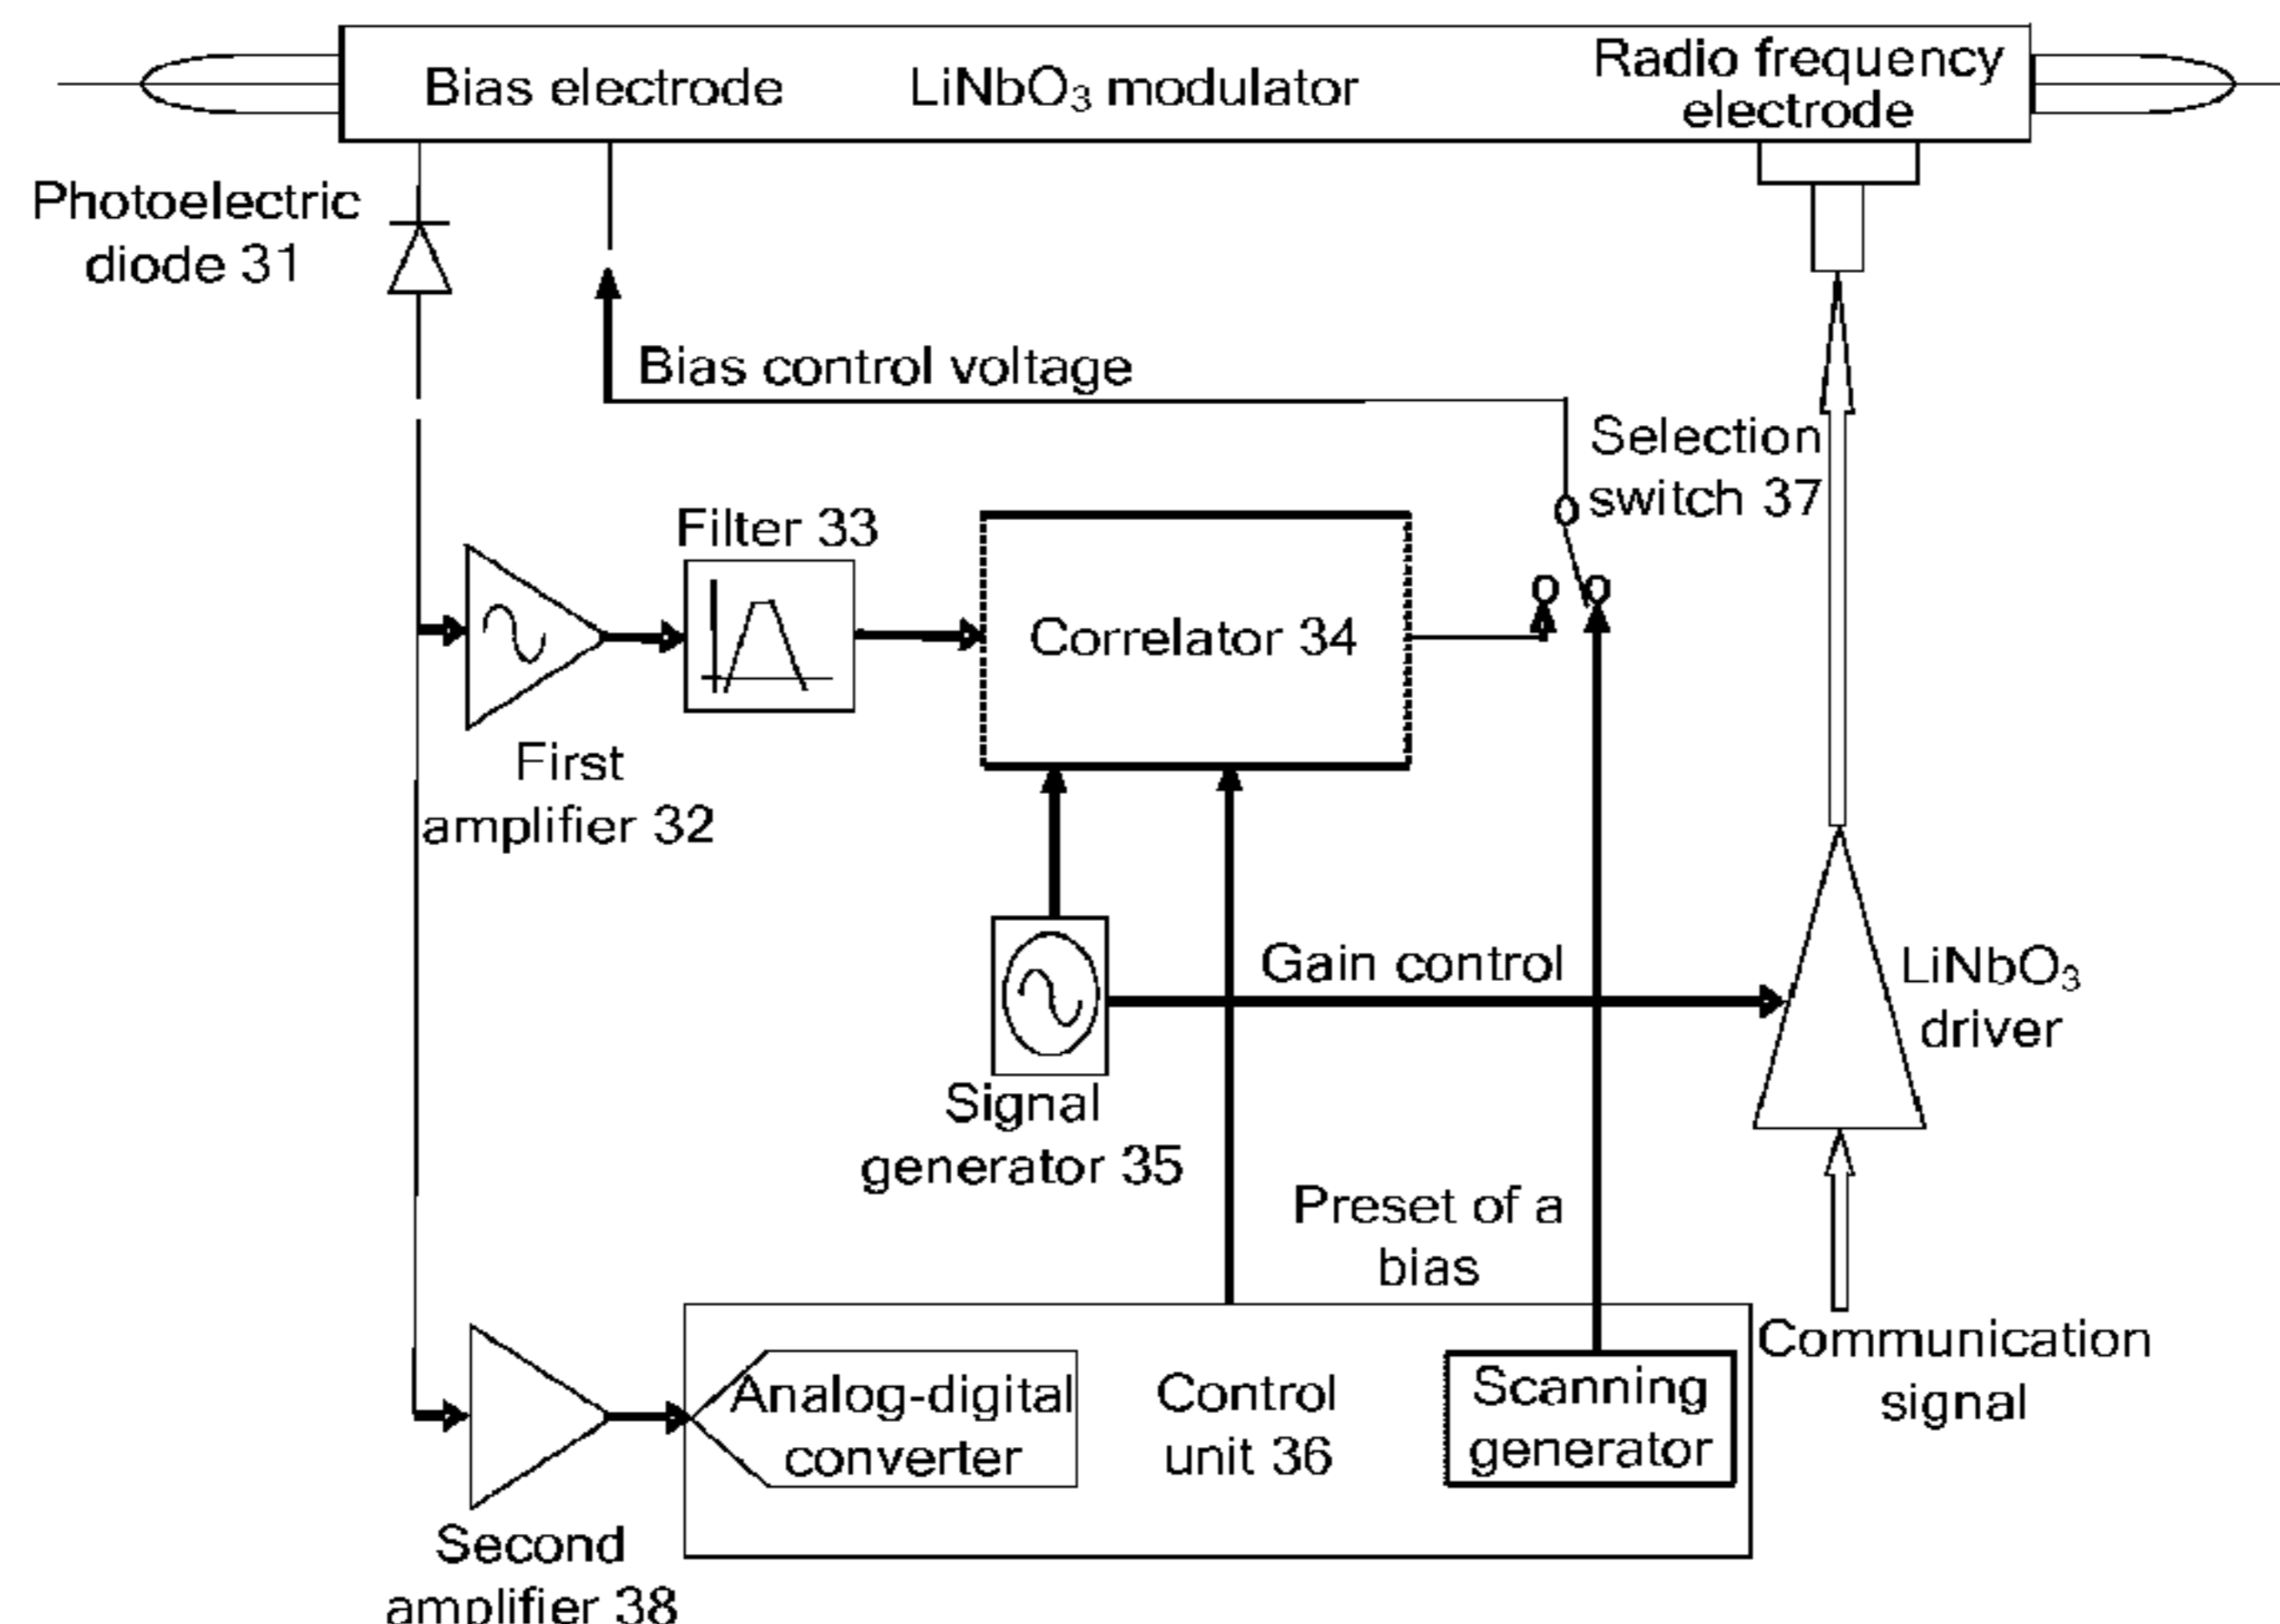 Bias electrode
LiNbO₃ modulator
Radio frequency
electrode
Photoelectric
diode 31
Bias control voltage
Selection
switch 37
Filter 33
Correlator 34
First
amplifier 32
Gain control
LiNbO₃
driver
Signal
generator 35
Preset of a
bias
Communication
signal
Analog-digital
converter
Control
unit 36
Scanning
generator
Second
amplifier 38